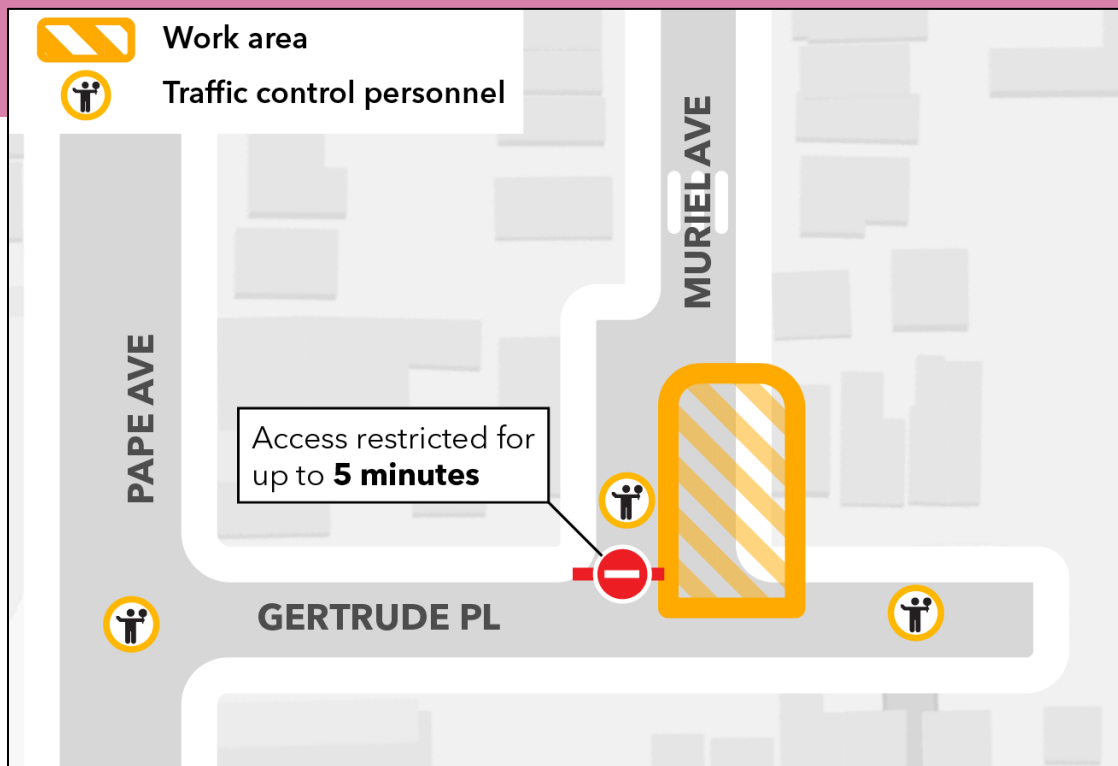 Work area
Traffic control personnel
MURIEL AVE
PAPE AVE
Access restricted for
up to 5 minutes
GERTRUDE PL